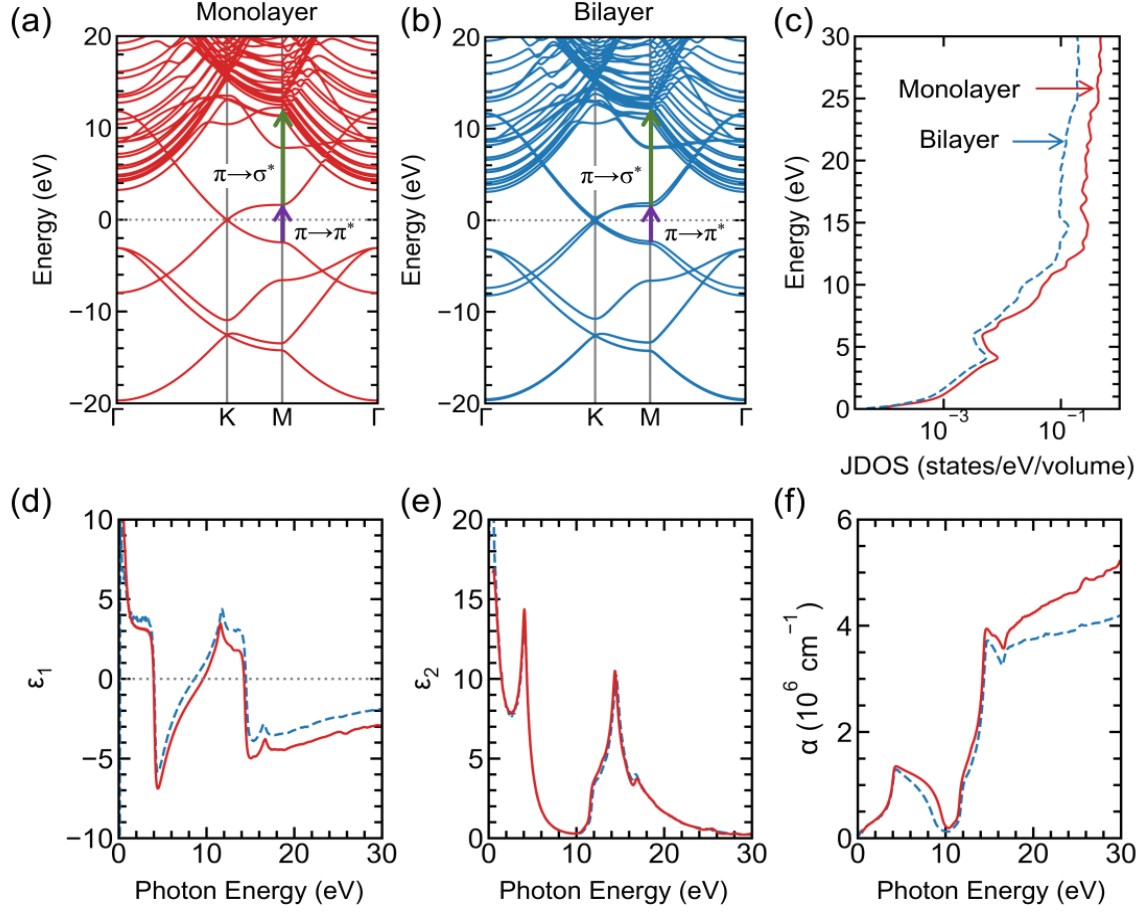 (a) Monolayer
Energy (eV)
20
10
0
−10
−20
Γ K M Γ
π→σ*
π→π*
(b) Bilayer
Energy (eV)
20
10
0
−10
−20
Γ K M Γ
π→σ*
π→π*
(c)
Energy (eV)
30
25
20
15
10
5
0
Monolayer
Bilayer
10⁻³ 10⁻¹
JDOS (states/eV/volume)
(d)
ε₁
10
5
0
−5
−10
0 10 20 30
Photon Energy (eV)
(e)
ε₂
20
15
10
5
0
0 10 20 30
Photon Energy (eV)
(f)
α (10⁶ cm⁻¹)
6
4
2
0
0 10 20 30
Photon Energy (eV)